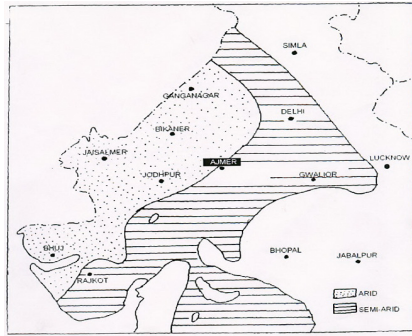 SIMLA
GANGANAGAR
DELHI
BIKANER
JAISALMER
AJMER
LUCKNOW
JODHPUR
GWALIOR
BHUJ
BHOPAL
JABALPUR
RAJKOT
ARID
SEMI-ARID